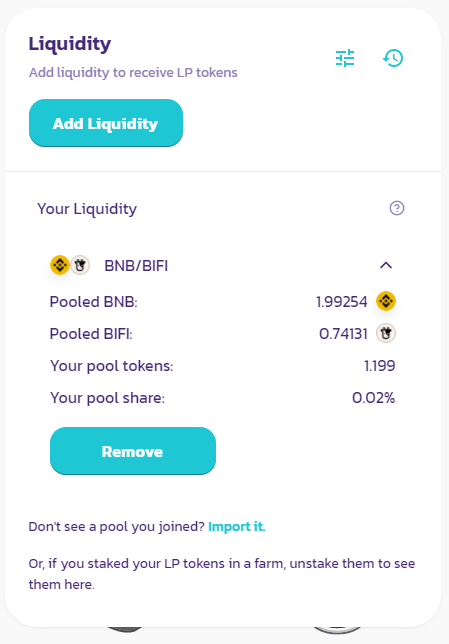 Liquidity
Add liquidity to receive LP tokens
Add Liquidity
Your Liquidity
BNB/BIFI
Pooled BNB: 1.99254
Pooled BIFI: 0.74131
Your pool tokens: 1.199
Your pool share: 0.02%
Remove
Don't see a pool you joined? Import it.
Or, if you staked your LP tokens in a farm, unstake them to see
them here.